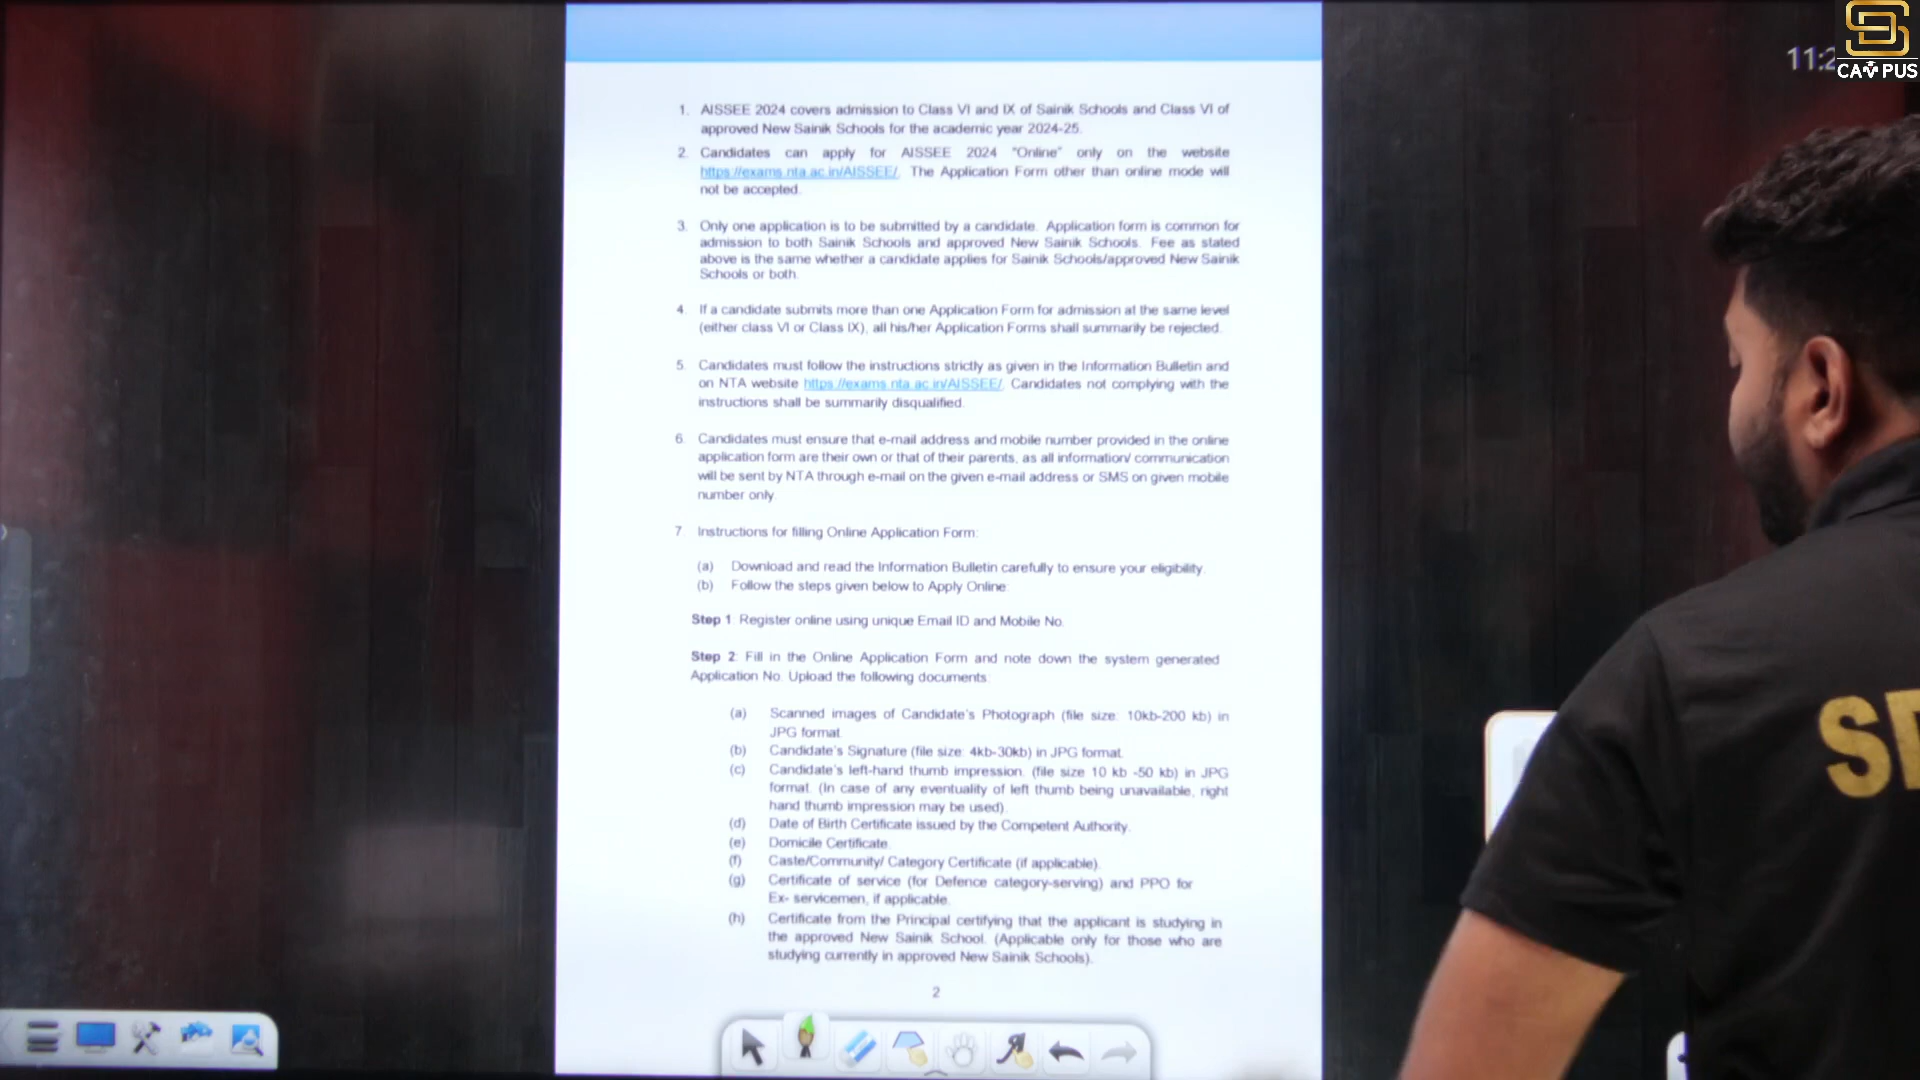 11:2
CAMPUS
1. AISSEE 2024 covers admission to Class VI and IX of Sainik Schools and Class VI of
approved New Sainik Schools for the academic year 2024-25.
2. Candidates can apply for AISSEE 2024 "Online" only on the website
https://exams.nta.ac.in/AISSEE/. The Application Form other than online mode will
not be accepted.
3. Only one application is to be submitted by a candidate. Application form is common for
admission to both Sainik Schools and approved New Sainik Schools. Fee as stated
above is the same whether a candidate applies for Sainik Schools/approved New Sainik
Schools or both.
4. If a candidate submits more than one Application Form for admission at the same level
(either class VI or Class IX), all his/her Application Forms shall summarily be rejected.
5. Candidates must follow the instructions strictly as given in the Information Bulletin and
on NTA website https://exams.nta.ac.in/AISSEE/. Candidates not complying with the
instructions shall be summarily disqualified.
6. Candidates must ensure that e-mail address and mobile number provided in the online
application form are their own or that of their parents, as all information/ communication
will be sent by NTA through e-mail on the given e-mail address or SMS on given mobile
number only.
7. Instructions for filling Online Application Form:
(a) Download and read the Information Bulletin carefully to ensure your eligibility.
(b) Follow the steps given below to Apply Online:
Step 1: Register online using unique Email ID and Mobile No.
Step 2: Fill in the Online Application Form and note down the system generated
Application No. Upload the following documents:
(a) Scanned images of Candidate's Photograph (file size: 10kb-200 kb) in
JPG format.
(b) Candidate's Signature (file size: 4kb-30kb) in JPG format.
(c) Candidate's left-hand thumb impression. (file size 10 kb -50 kb) in JPG
format. (In case of any eventuality of left thumb being unavailable, right
hand thumb impression may be used).
(d) Date of Birth Certificate issued by the Competent Authority.
(e) Domicile Certificate.
(f) Caste/Community/ Category Certificate (if applicable).
(g) Certificate of service (for Defence category-serving) and PPO for
Ex- servicemen, if applicable.
(h) Certificate from the Principal certifying that the applicant is studying in
the approved New Sainik School. (Applicable only for those who are
studying currently in approved New Sainik Schools).
2